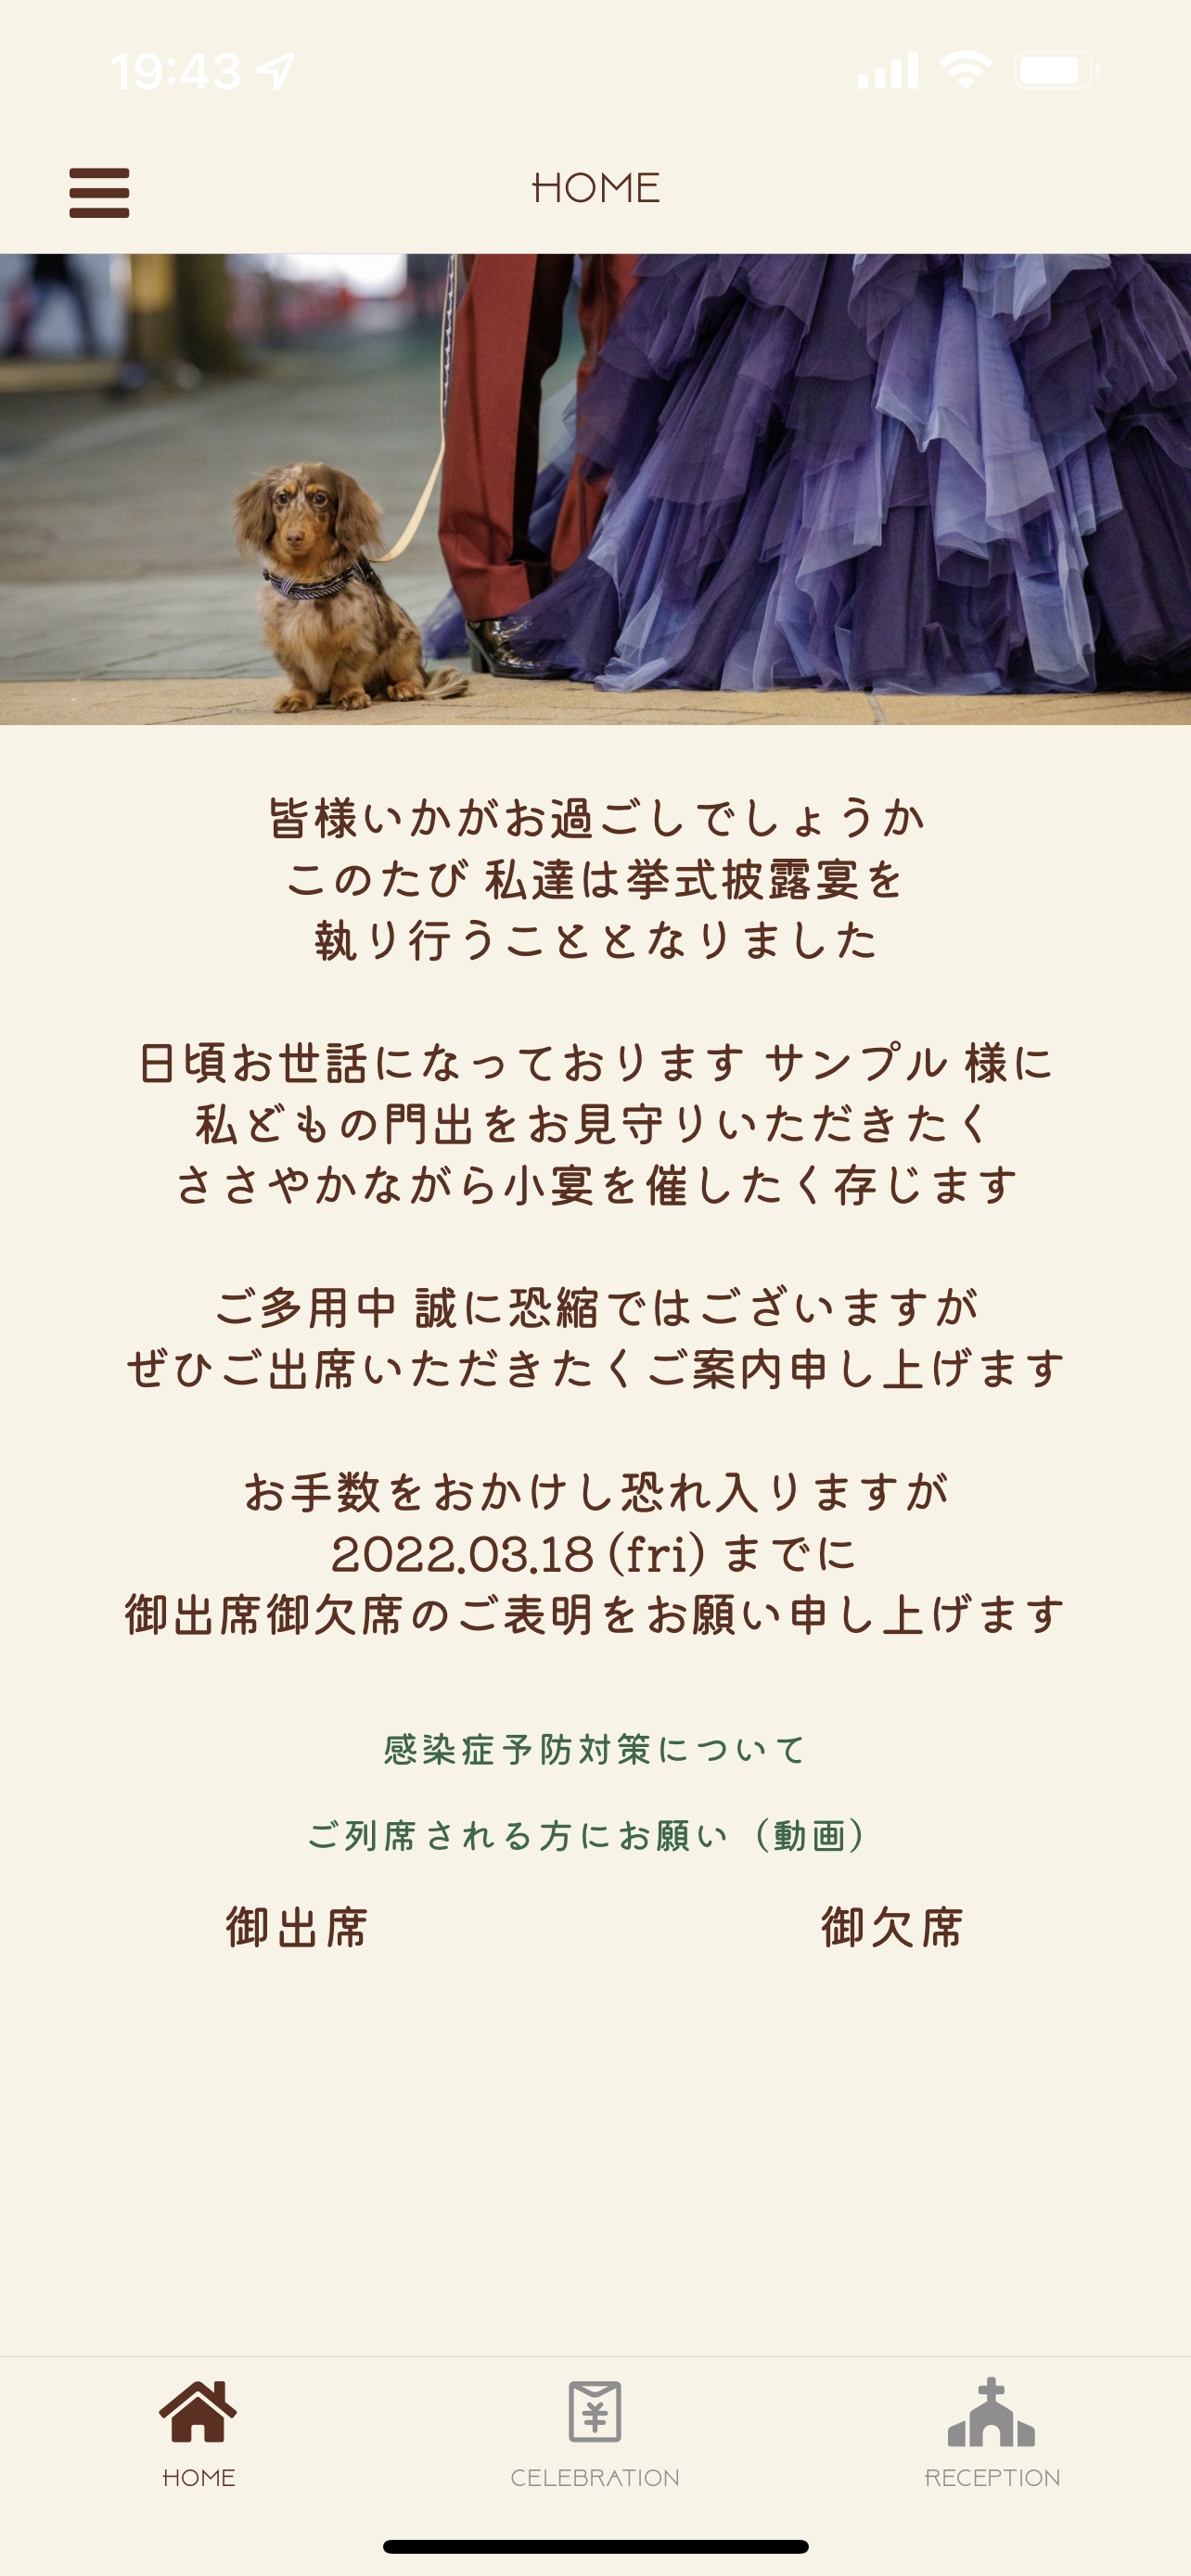 19:43
HOME
皆様いかがお過ごしでしょうか
このたび 私達は挙式披露宴を
執り行うこととなりました
日頃お世話になっております サンプル 様に
私どもの門出をお見守りいただきたく
ささやかながら小宴を催したく存じます
ご多用中 誠に恐縮ではございますが
ぜひご出席いただきたくご案内申し上げます
お手数をおかけし恐れ入りますが
2022.03.18 (fri) までに
御出席御欠席のご表明をお願い申し上げます
感染症予防対策について
ご列席される方にお願い（動画）
御出席 御欠席
HOME CELEBRATION RECEPTION